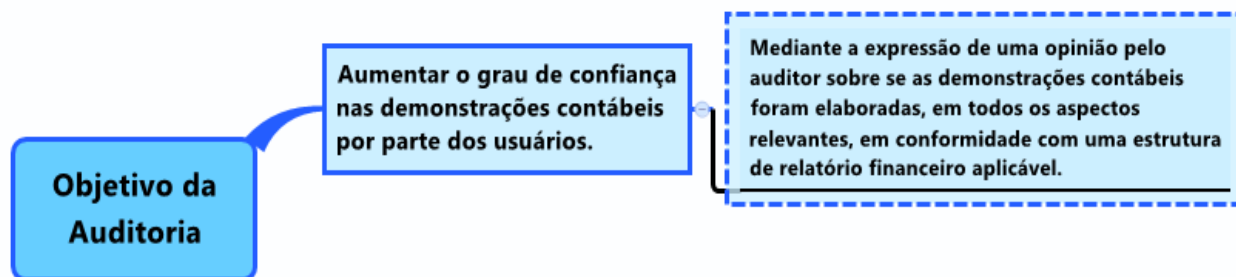 Objetivo da
Auditoria
Aumentar o grau de confiança
nas demonstrações contábeis
por parte dos usuários.
Mediante a expressão de uma opinião pelo
auditor sobre se as demonstrações contábeis
foram elaboradas, em todos os aspectos
relevantes, em conformidade com uma estrutura
de relatório financeiro aplicável.